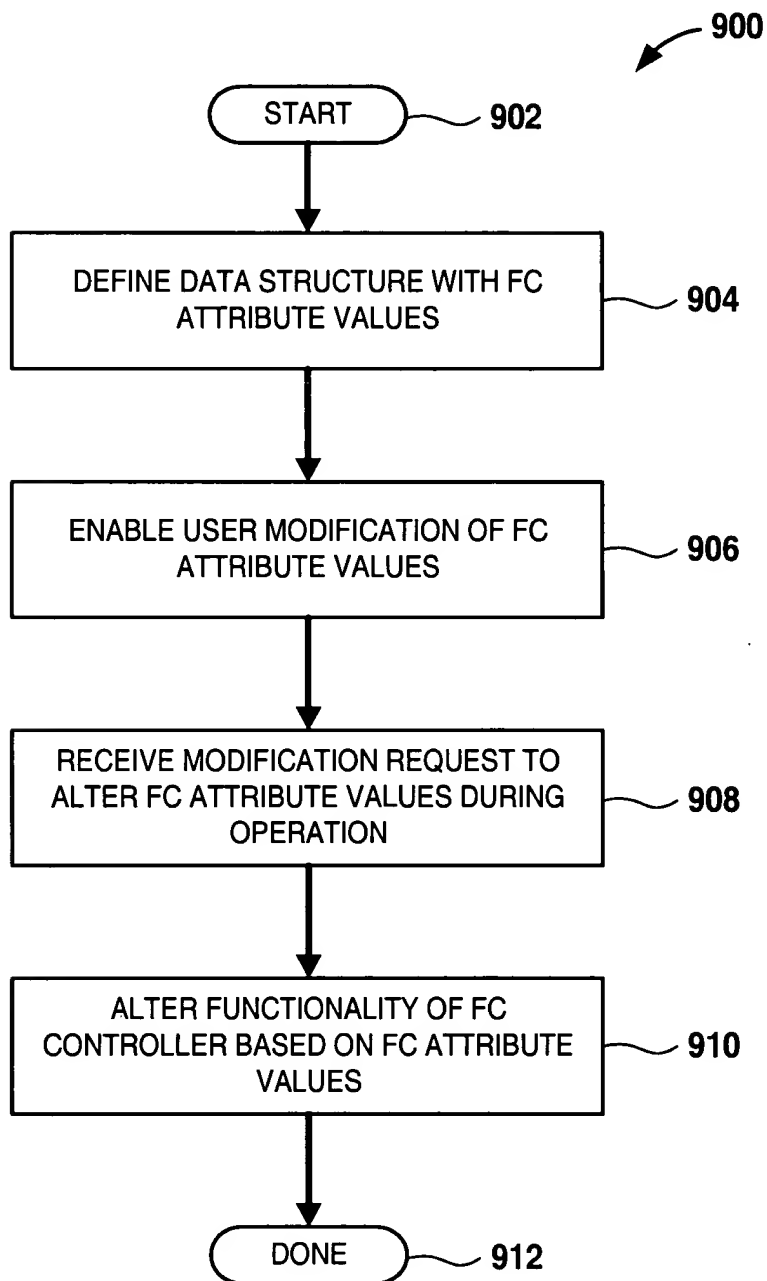 900
START
902
DEFINE DATA STRUCTURE WITH FC
ATTRIBUTE VALUES
904
ENABLE USER MODIFICATION OF FC
ATTRIBUTE VALUES
906
RECEIVE MODIFICATION REQUEST TO
ALTER FC ATTRIBUTE VALUES DURING
OPERATION
908
ALTER FUNCTIONALITY OF FC
CONTROLLER BASED ON FC ATTRIBUTE
VALUES
910
DONE
912